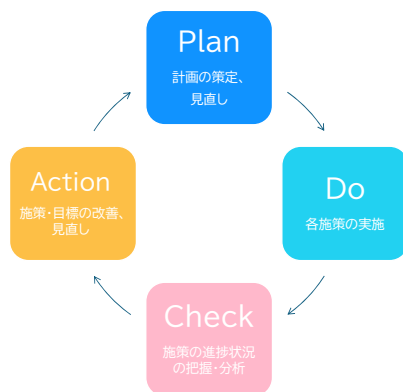 Plan
計画の策定、
見直し
Do
各施策の実施
Check
施策の進捗状況
の把握・分析
Action
施策・目標の改善、
見直し